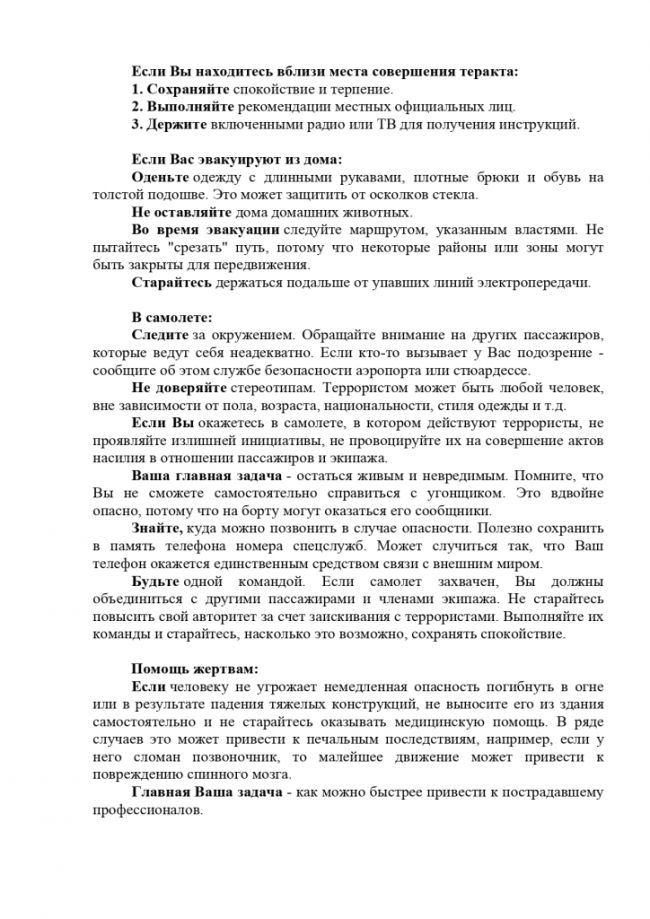 Если Вы находитесь вблизи места совершения теракта:
1. Сохраняйте спокойствие и терпение.
2. Выполняйте рекомендации местных официальных лиц.
3. Держите включенными радио или ТВ для получения инструкций.
Если Вас эвакуируют из дома:
Оденьте одежду с длинными рукавами, плотные брюки и обувь на
толстой подошве. Это может защитить от осколков стекла.
Не оставляйте дома домашних животных.
Во время эвакуации следуйте маршрутом, указанным властями. Не
пытайтесь "срезать" путь, потому что некоторые районы или зоны могут
быть закрыты для передвижения.
Старайтесь держаться подальше от упавших линий электропередачи.
В самолете:
Следите за окружением. Обращайте внимание на других пассажиров,
которые ведут себя неадекватно. Если кто-то вызывает у Вас подозрение -
сообщите об этом службе безопасности аэропорта или стюардессе.
Не доверяйте стереотипам. Террористом может быть любой человек,
вне зависимости от пола, возраста, национальности, стиля одежды и т.д.
Если Вы окажетесь в самолете, в котором действуют террористы, не
проявляйте излишней инициативы, не провоцируйте их на совершение актов
насилия в отношении пассажиров и экипажа.
Ваша главная задача - остаться живым и невредимым. Помните, что
Вы не сможете самостоятельно справиться с угонщиком. Это вдвойне
опасно, потому что на борту могут оказаться его сообщники.
Знайте, куда можно позвонить в случае опасности. Полезно сохранить
в память телефона номера спецслужб. Может случиться так, что Ваш
телефон окажется единственным средством связи с внешним миром.
Будьте одной командой. Если самолет захвачен, Вы должны
объединиться с другими пассажирами и членами экипажа. Не старайтесь
повысить свой авторитет за счет заискивания с террористами. Выполняйте их
команды и старайтесь, насколько это возможно, сохранять спокойствие.
Помощь жертвам:
Если человеку не угрожает немедленная опасность погибнуть в огне
или в результате падения тяжелых конструкций, не выносите его из здания
самостоятельно и не старайтесь оказывать медицинскую помощь. В ряде
случаев это может привести к печальным последствиям, например, если у
него сломан позвоночник, то малейшее движение может привести к
повреждению спинного мозга.
Главная Ваша задача - как можно быстрее привести к пострадавшему
профессионалов.